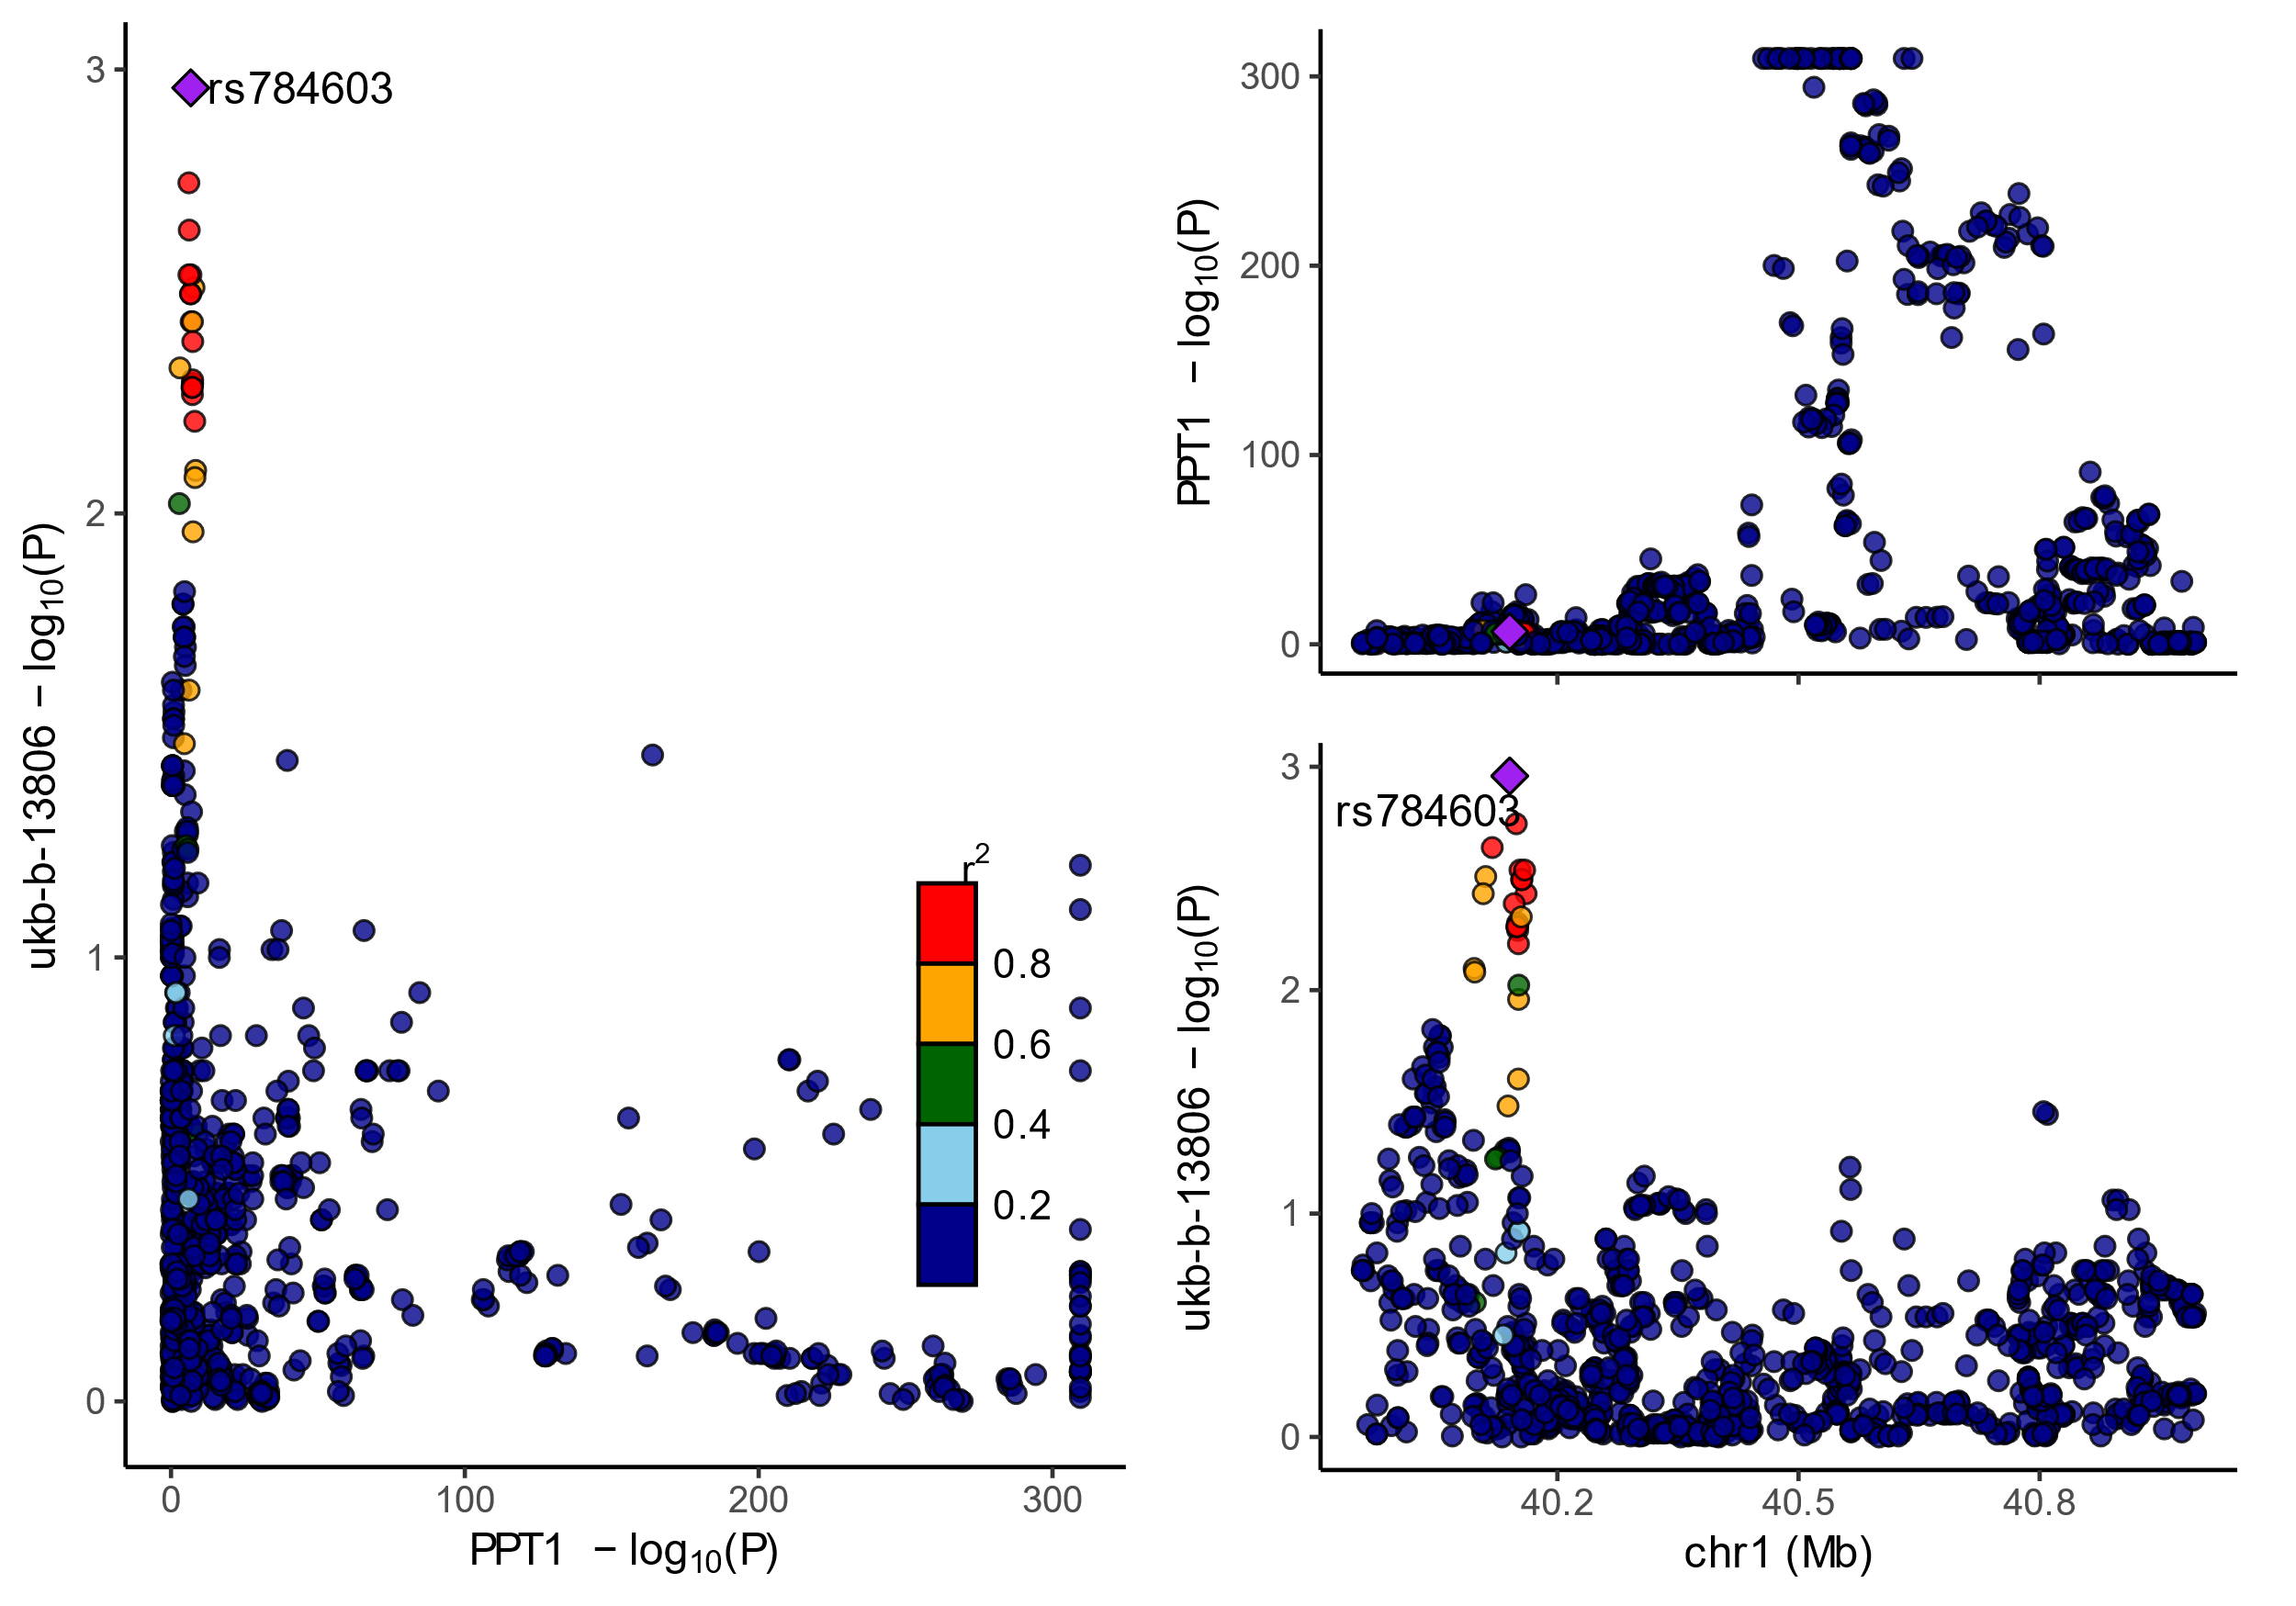 3
rs784603
2
1
0
ukb-b-13806 − log10(P)
0 100 200 300
PPT1 − log10(P)
r2
0.8
0.6
0.4
0.2
300
200
100
0
PPT1 − log10(P)
3
rs784603
2
1
0
ukb-b-13806 − log10(P)
40.2 40.5 40.8
chr1 (Mb)